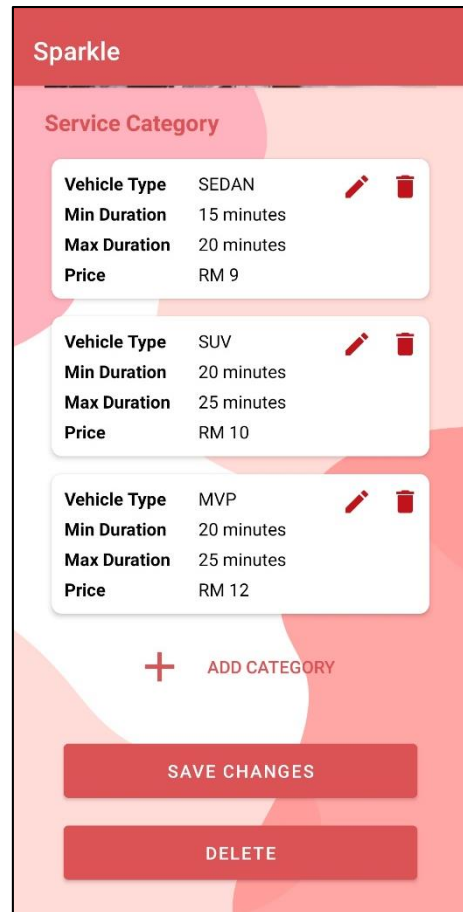 Sparkle
Service Category
Vehicle Type SEDAN
Min Duration 15 minutes
Max Duration 20 minutes
Price RM 9
Vehicle Type SUV
Min Duration 20 minutes
Max Duration 25 minutes
Price RM 10
Vehicle Type MVP
Min Duration 20 minutes
Max Duration 25 minutes
Price RM 12
ADD CATEGORY
SAVE CHANGES
DELETE